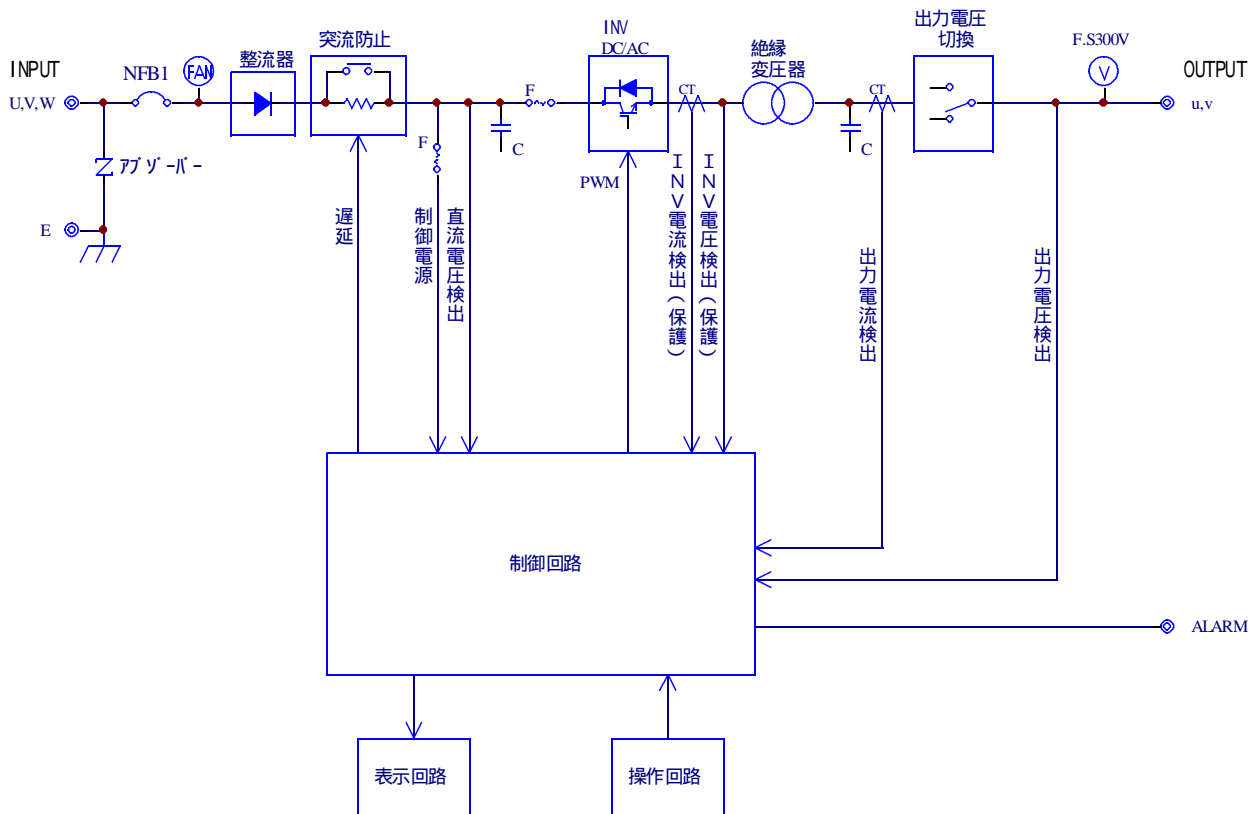 INPUT
U,V,W
NFB1
FAN
整流器
突流防止
F
F
C
INV
DC/AC
PWM
CT
絶縁
変圧器
C
CT
出力電圧
切換
F.S300V
V
OUTPUT
u,v
アブソーバー
E
遅延
制御電源
直流電圧検出
INV電流検出(保護)
INV電圧検出(保護)
出力電流検出
出力電圧検出
制御回路
ALARM
表示回路
操作回路